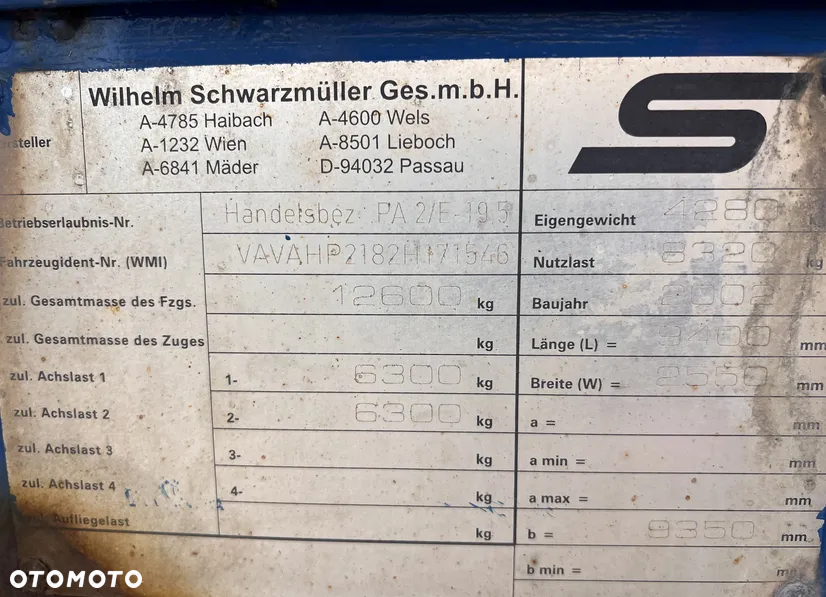 Wilhelm Schwarzmüller Ges.m.b.H.
A-4785 Haibach A-4600 Wels
A-1232 Wien A-8501 Lieboch
A-6841 Mäder D-94032 Passau
Betriebserlaubnis-Nr. Handelsbez.:PA 2/E-19,5
Fahrzeugident-Nr. (WMI) VAVAHP2182H171546
zul. Gesamtmasse des Fzgs. 12600 kg
zul. Gesamtmasse des Zuges kg
zul. Achslast 1 1- 6300 kg
zul. Achslast 2 2- 6300 kg
zul. Achslast 3 3- kg
zul. Achslast 4 4- kg
Aufliegelast kg
S
Eigengewicht 4280
Nutzlast 8320 kg
Baujahr 2002
Länge (L) = 9400 mm
Breite (W) = 2550 mm
a = mm
a min = mm
a max = mm
b = 9350 mm
b min =
OTOMOTO